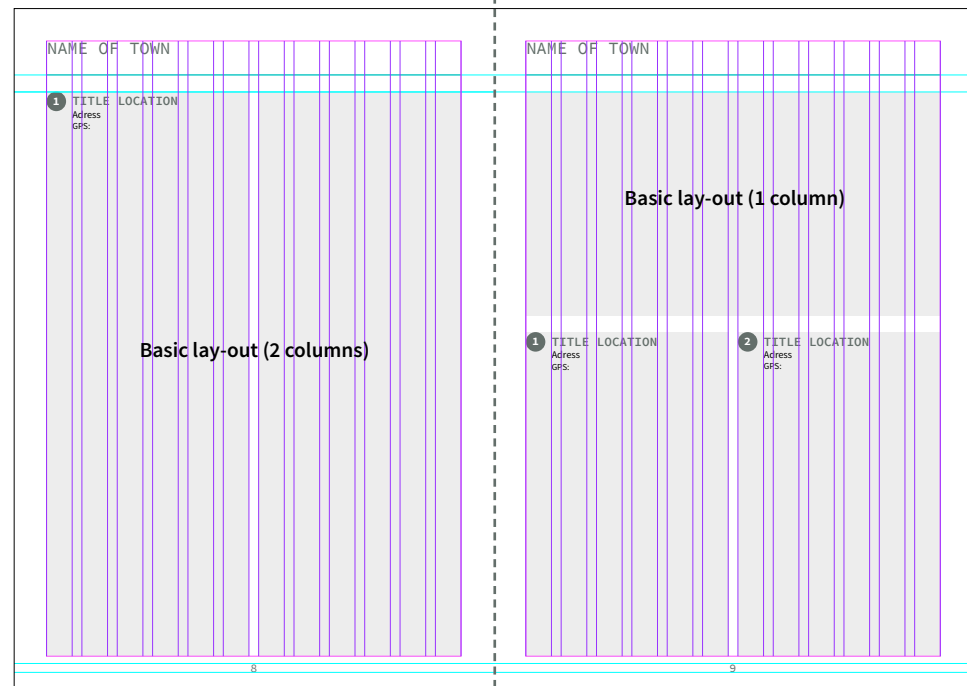 NAME OF TOWN
1 TITLE LOCATION
Adress
GPS:
Basic lay-out (2 columns)
8
NAME OF TOWN
Basic lay-out (1 column)
1 TITLE LOCATION
Adress
GPS:
2 TITLE LOCATION
Adress
GPS:
9